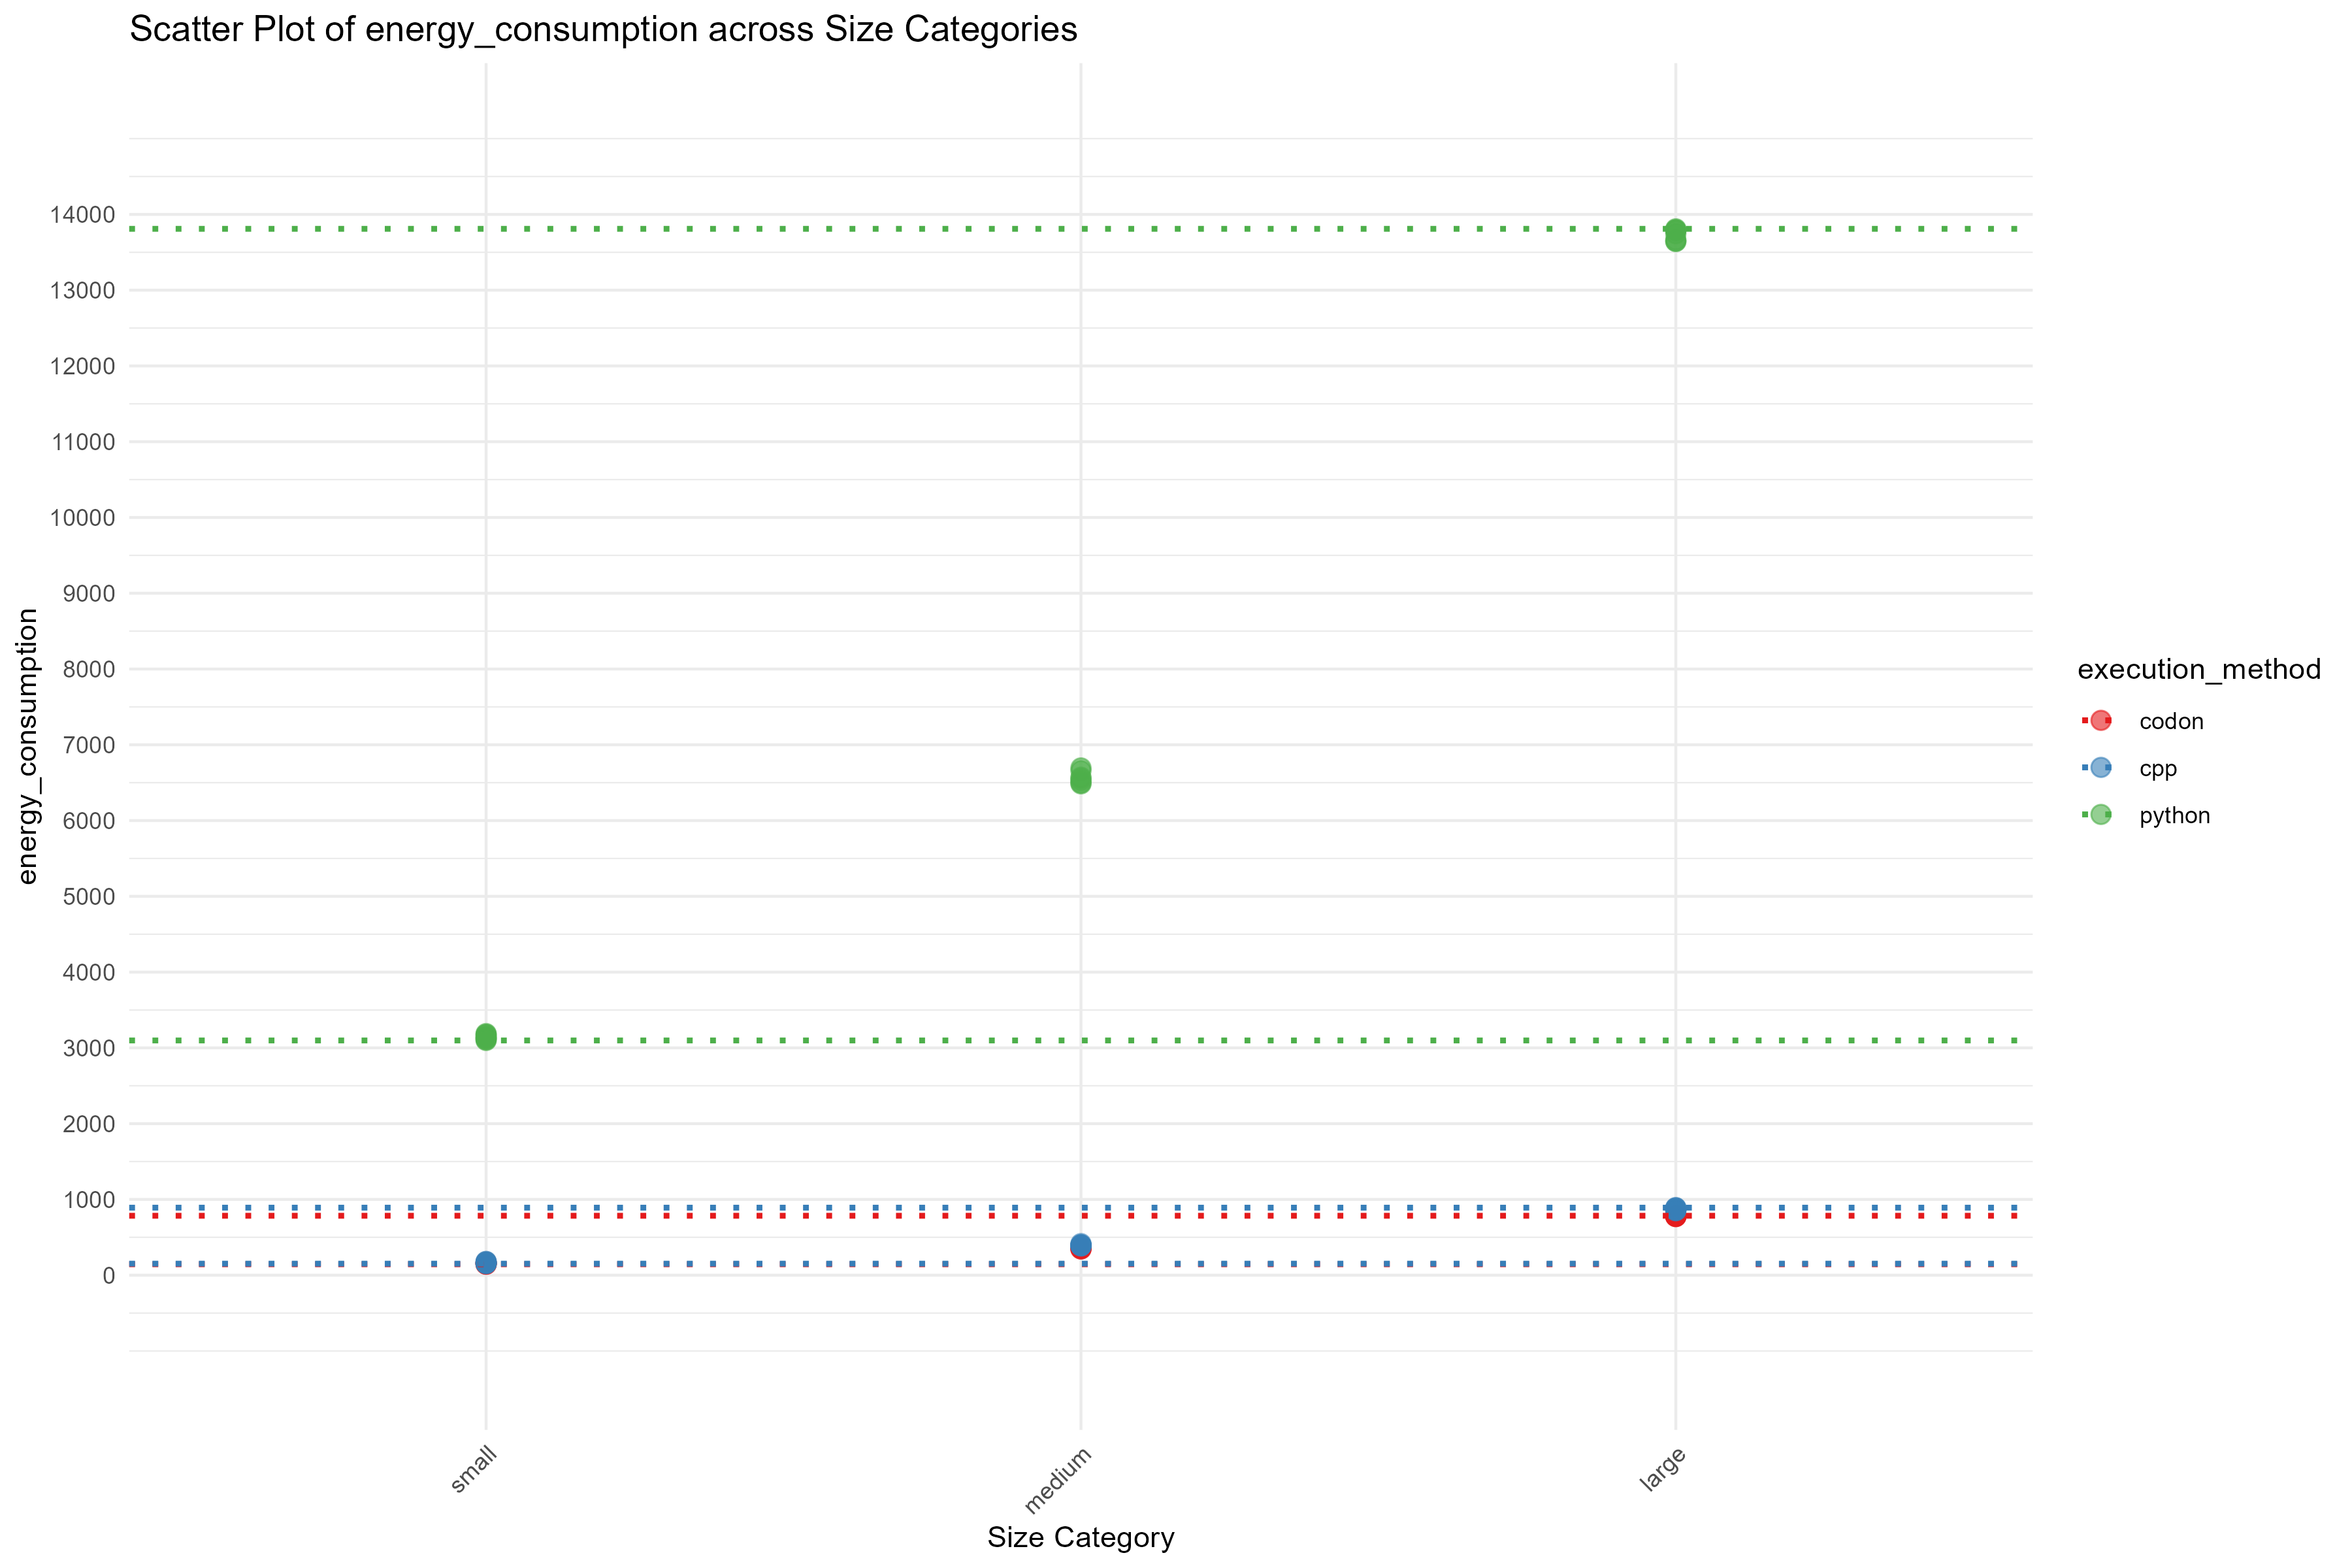 Scatter Plot of energy_consumption across Size Categories
14000
13000
12000
11000
10000
9000
8000
7000
6000
5000
4000
3000
2000
1000
0
energy_consumption
small
medium
large
Size Category
execution_method
codon
cpp
python